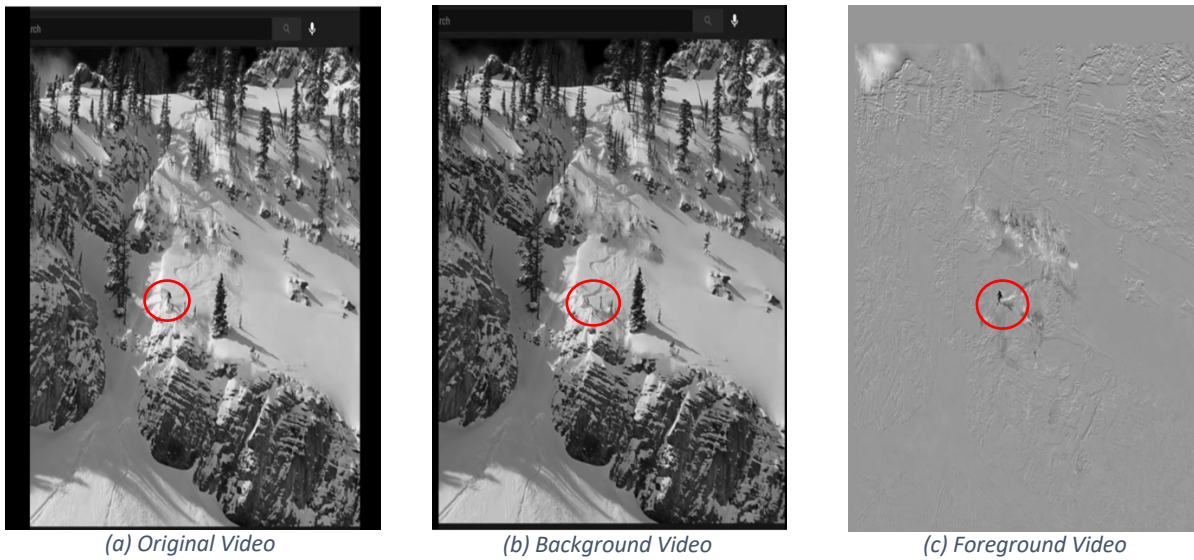 rch
rch
(a) Original Video
(b) Background Video
(c) Foreground Video